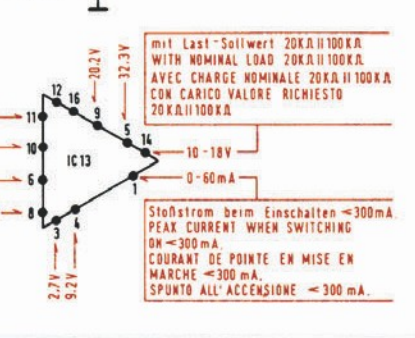 mit Last-Sollwert 20KΩ II 100KΩ
WITH NOMINAL LOAD 20KΩ II 100KΩ
AVEC CHARGE NOMINALE 20KΩ II 100KΩ
CON CARICO VALORE RICHIESTO
20KΩ II 100KΩ
20.2V
32.3V
12
16
9
11
5
14
10-18V
10
IC 13
0-60mA
1
6
8
3
4
2.7V
9.2V
Stoßstrom beim Einschalten <300mA.
PEAK CURRENT WHEN SWITCHING
ON <300 mA.
COURANT DE POINTE EN MISE EN
MARCHE <300 mA.
SPUNTO ALL'ACCENSIONE <300 mA.